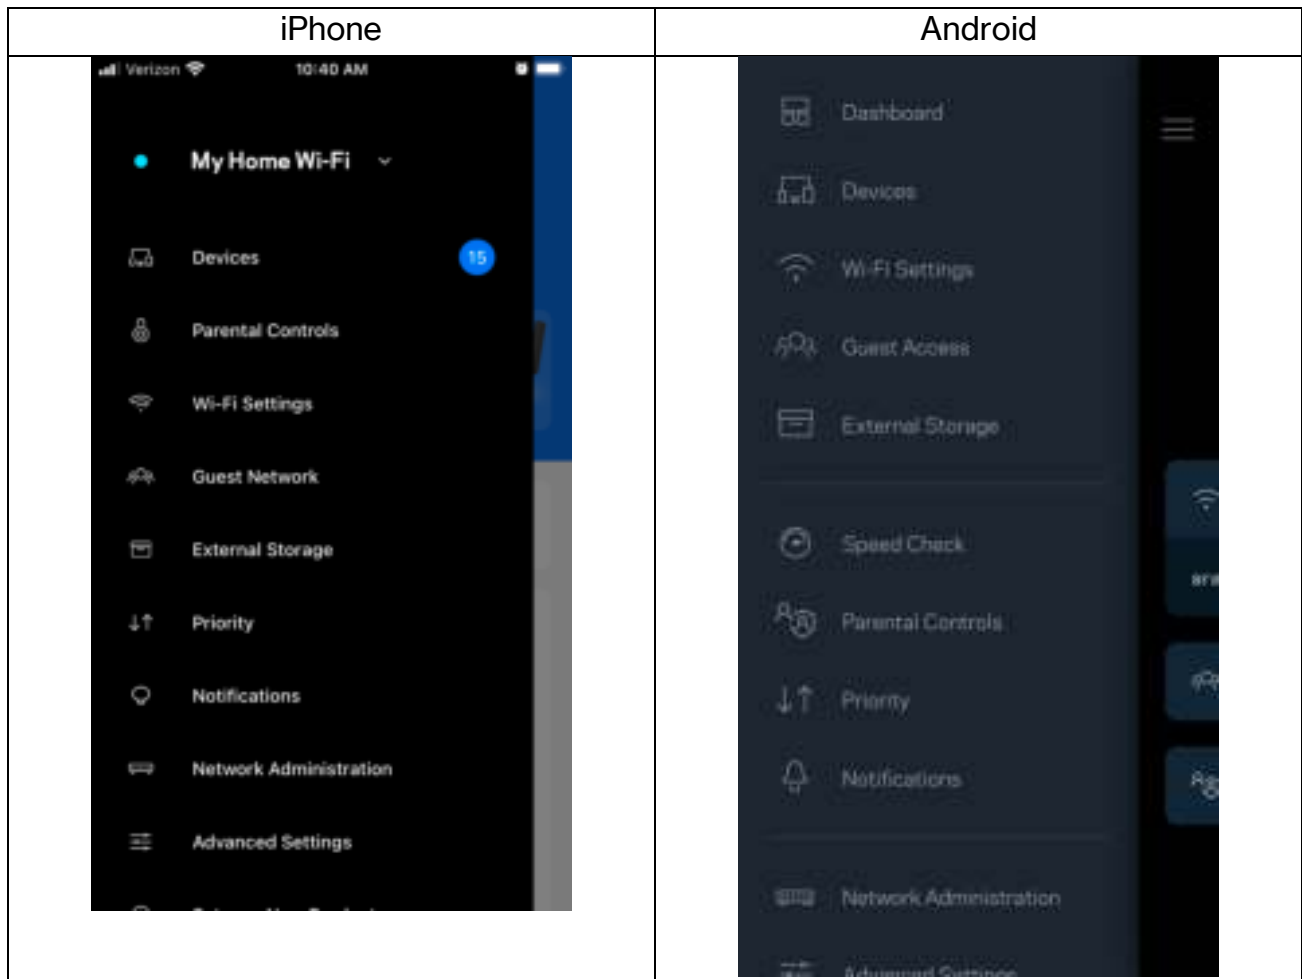 iPhone
Android
Verizon
10:40 AM
My Home Wi-Fi
Devices
15
Parental Controls
Wi-Fi Settings
Guest Network
External Storage
Priority
Notifications
Network Administration
Advanced Settings
Dashboard
Devices
Wi-Fi Settings
Guest Access
External Storage
Speed Check
Parental Controls
Priority
Notifications
Network Administration
Advanced Settings